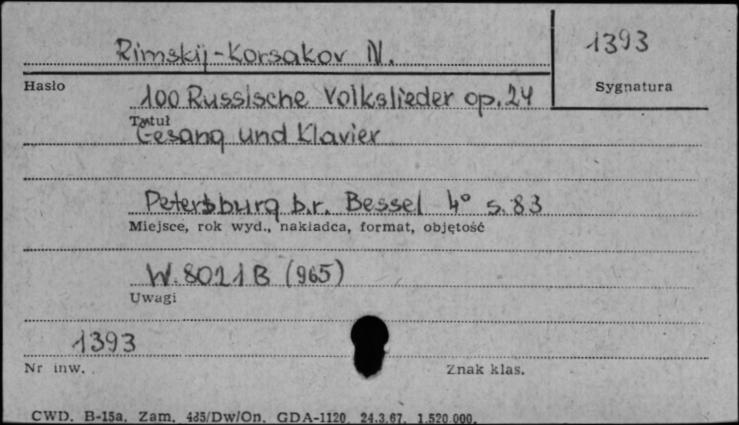 Rimskij-Korsakov N.
1393
Hasło
Sygnatura
100 Russische Volkslieder op. 24
Tytuł
Gesang und Klavier
Petersburg b.r. Bessel 4° s. 83
Miejsce, rok wyd., nakładca, format, objętość
W. 8021 B (965)
Uwagi
1393
Nr inw.
Znak klas.
CWD. B-15a. Zam. 485/Dw/On. GDA-1120 24.3.67. 1.520.000.